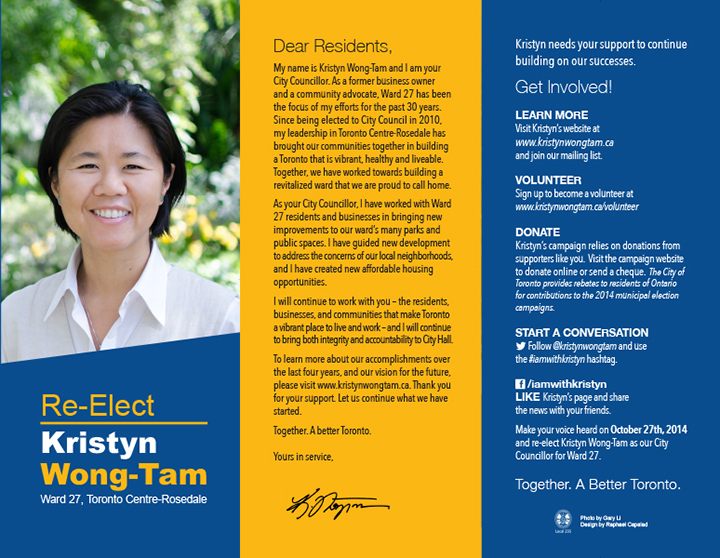 Re-Elect
Kristyn
Wong-Tam
Ward 27, Toronto Centre-Rosedale
Dear Residents,
My name is Kristyn Wong-Tam and I am your
City Councillor. As a former business owner
and a community advocate, Ward 27 has been
the focus of my efforts for the past 30 years.
Since being elected to City Council in 2010,
my leadership in Toronto Centre-Rosedale has
brought our communities together in building
a Toronto that is vibrant, healthy and liveable.
Together, we have worked towards building a
revitalized ward that we are proud to call home.
As your City Councillor, I have worked with Ward
27 residents and businesses in bringing new
improvements to our ward's many parks and
public spaces. I have guided new development
to address the concerns of our local neighborhoods,
and I have created new affordable housing
opportunities.
I will continue to work with you – the residents,
businesses, and communities that make Toronto
a vibrant place to live and work – and I will continue
to bring both integrity and accountability to City Hall.
To learn more about our accomplishments over
the last four years, and our vision for the future,
please visit www.kristynwongtam.ca. Thank you
for your support. Let us continue what we have
started.
Together. A better Toronto.
Yours in service,
Kristyn needs your support to continue
building on our successes.
Get Involved!
LEARN MORE
Visit Kristyn's website at
www.kristynwongtam.ca
and join our mailing list.
VOLUNTEER
Sign up to become a volunteer at
www.kristynwongtam.ca/volunteer
DONATE
Kristyn's campaign relies on donations from
supporters like you. Visit the campaign website
to donate online or send a cheque. The City of
Toronto provides rebates to residents of Ontario
for contributions to the 2014 municipal election
campaigns.
START A CONVERSATION
Follow @kristynwongtam and use
the #iamwithkristyn hashtag.
/iamwithkristyn
LIKE Kristyn's page and share
the news with your friends.
Make your voice heard on October 27th, 2014
and re-elect Kristyn Wong-Tam as our City
Councillor for Ward 27.
Together. A Better Toronto.
Photo by Gary Li
Design by Raphael Capslad